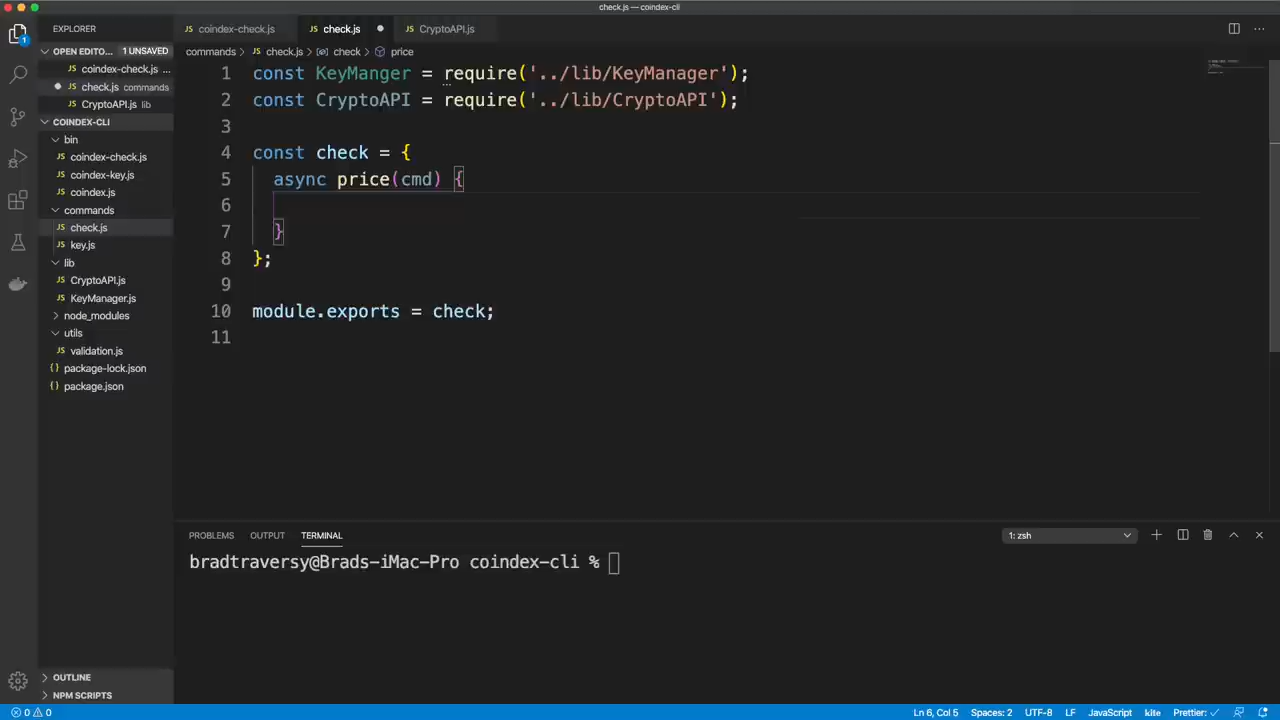 check.js — coindex-cli
EXPLORER
coindex-check.js
check.js
CryptoAPI.js
OPEN EDITO... 1 UNSAVED
commands > check.js > check > price
coindex-check.js ...
check.js commands
CryptoAPI.js lib
COINDEX-CLI
bin
coindex-check.js
coindex-key.js
coindex.js
commands
check.js
key.js
lib
CryptoAPI.js
KeyManager.js
node_modules
utils
validation.js
package-lock.json
package.json
OUTLINE
NPM SCRIPTS
1 const KeyManger = require('../lib/KeyManager');
2 const CryptoAPI = require('../lib/CryptoAPI');
3
4 const check = {
5 async price(cmd) {
6
7 }
8 };
9
10 module.exports = check;
11
PROBLEMS OUTPUT TERMINAL
1: zsh
bradtraversy@Brads-iMac-Pro coindex-cli %
0 0
Ln 6, Col 5 Spaces: 2 UTF-8 LF JavaScript kite Prettier: ✓